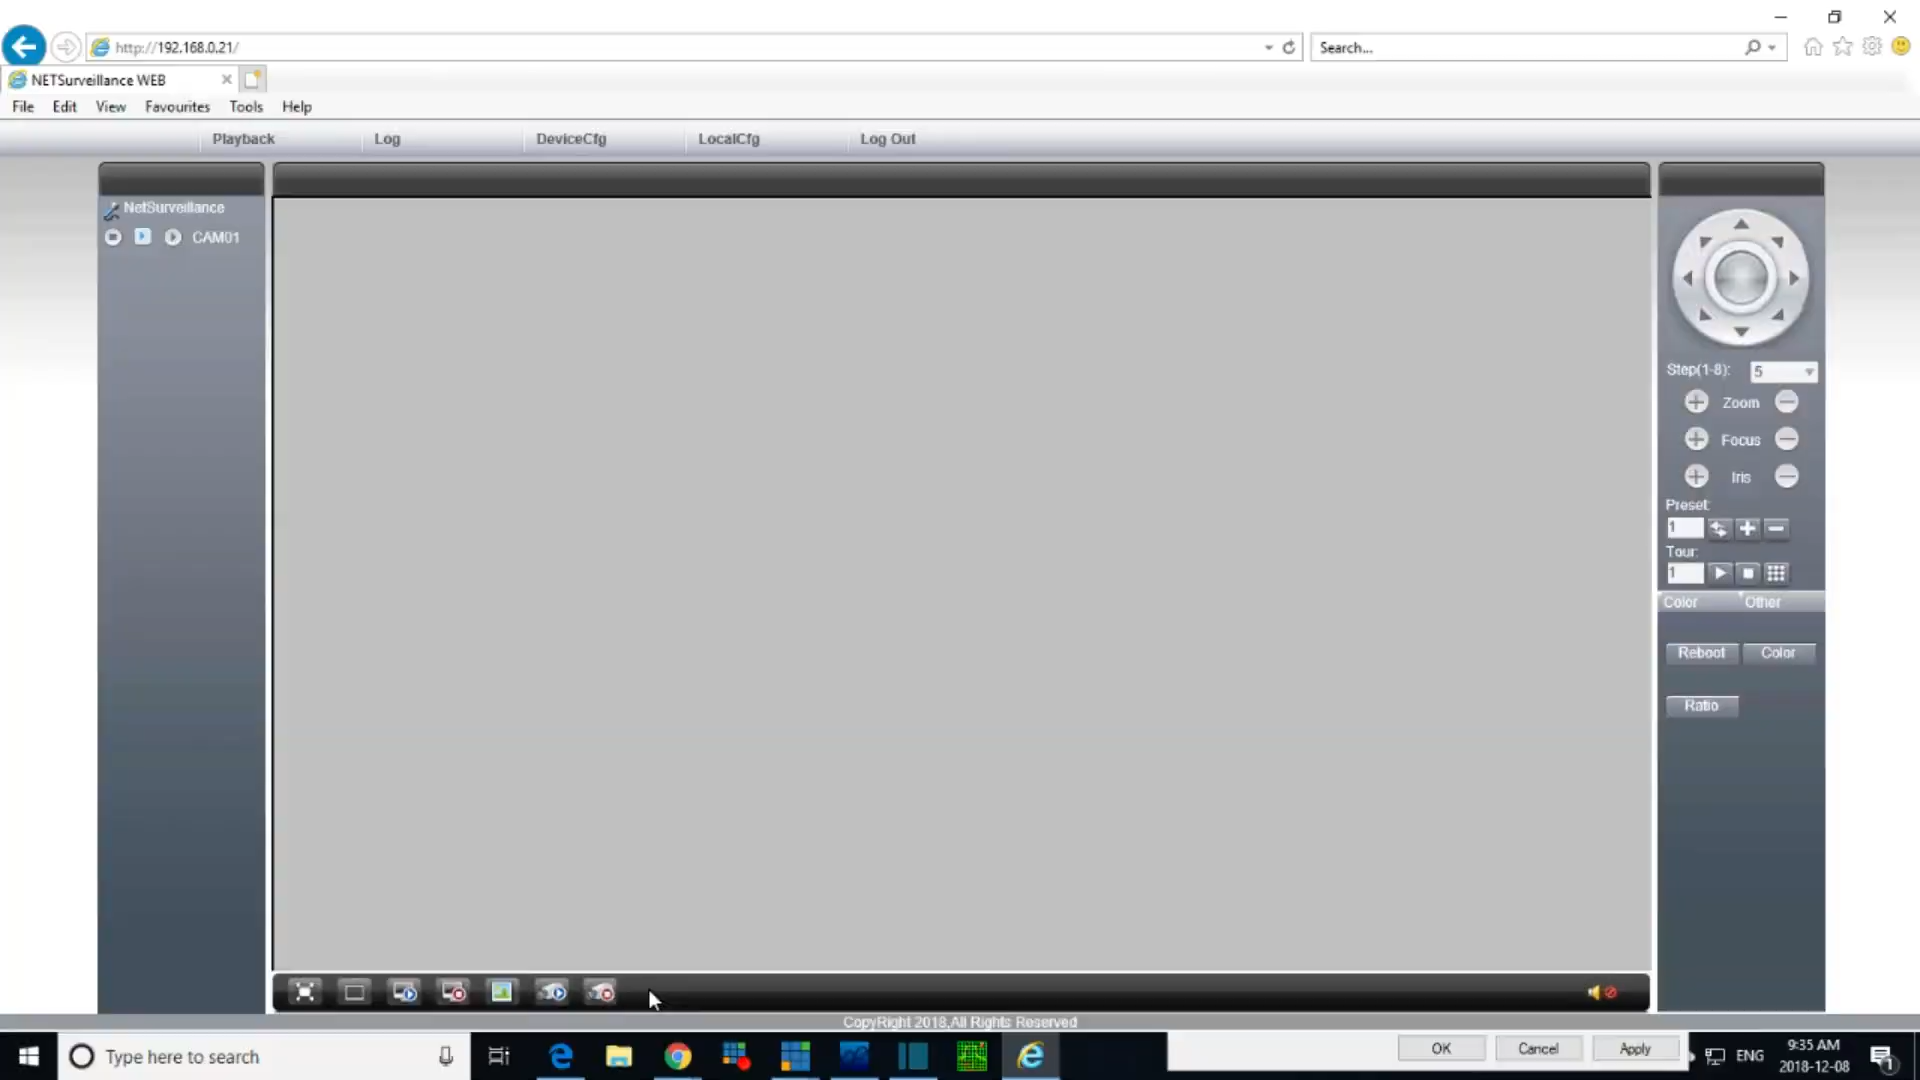 http://192.168.0.21/
Search...
NETSurveillance WEB
File Edit View Favourites Tools Help
Playback Log DeviceCfg LocalCfg Log Out
NetSurveillance
CAM01
Step(1-8): 5
Zoom
Focus
Iris
Preset:
1
Tour:
1
Color Other
Reboot Color
Ratio
CopyRight 2018,All Rights Reserved
Type here to search
OK Cancel Apply
ENG
9:35 AM
2018-12-08
1